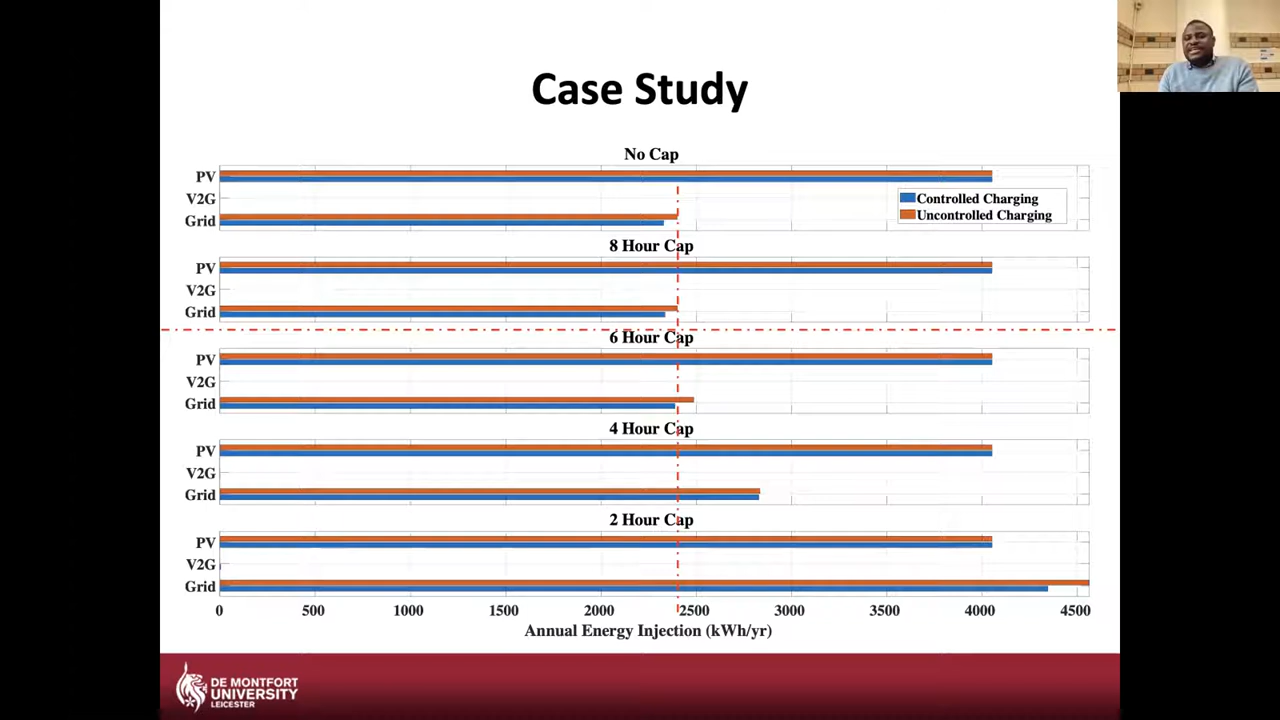 Case Study
No Cap
PV
V2G
Grid
Controlled Charging
Uncontrolled Charging
8 Hour Cap
PV
V2G
Grid
6 Hour Cap
PV
V2G
Grid
4 Hour Cap
PV
V2G
Grid
2 Hour Cap
PV
V2G
Grid
0 500 1000 1500 2000 2500 3000 3500 4000 4500
Annual Energy Injection (kWh/yr)
DE MONTFORT
UNIVERSITY
LEICESTER